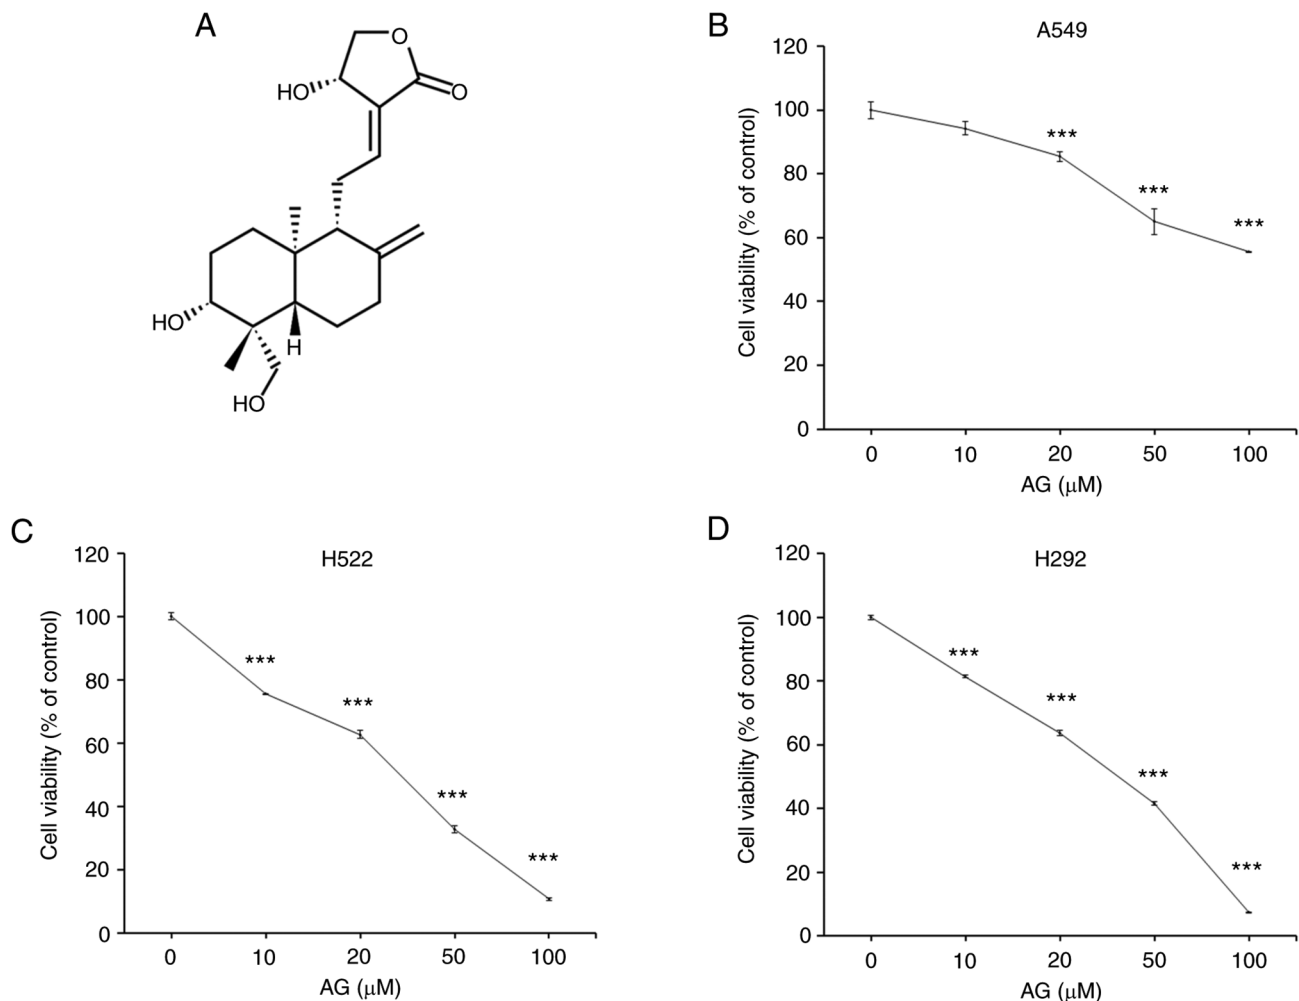 A
O
HO
O
HO
H
HO
B
A549
120
100
80
60
40
20
0
Cell viability (% of control)
***
***
***
0 10 20 50 100
AG (μM)
C
H522
120
100
80
60
40
20
0
Cell viability (% of control)
***
***
***
***
0 10 20 50 100
AG (μM)
D
H292
120
100
80
60
40
20
0
Cell viability (% of control)
***
***
***
***
0 10 20 50 100
AG (μM)